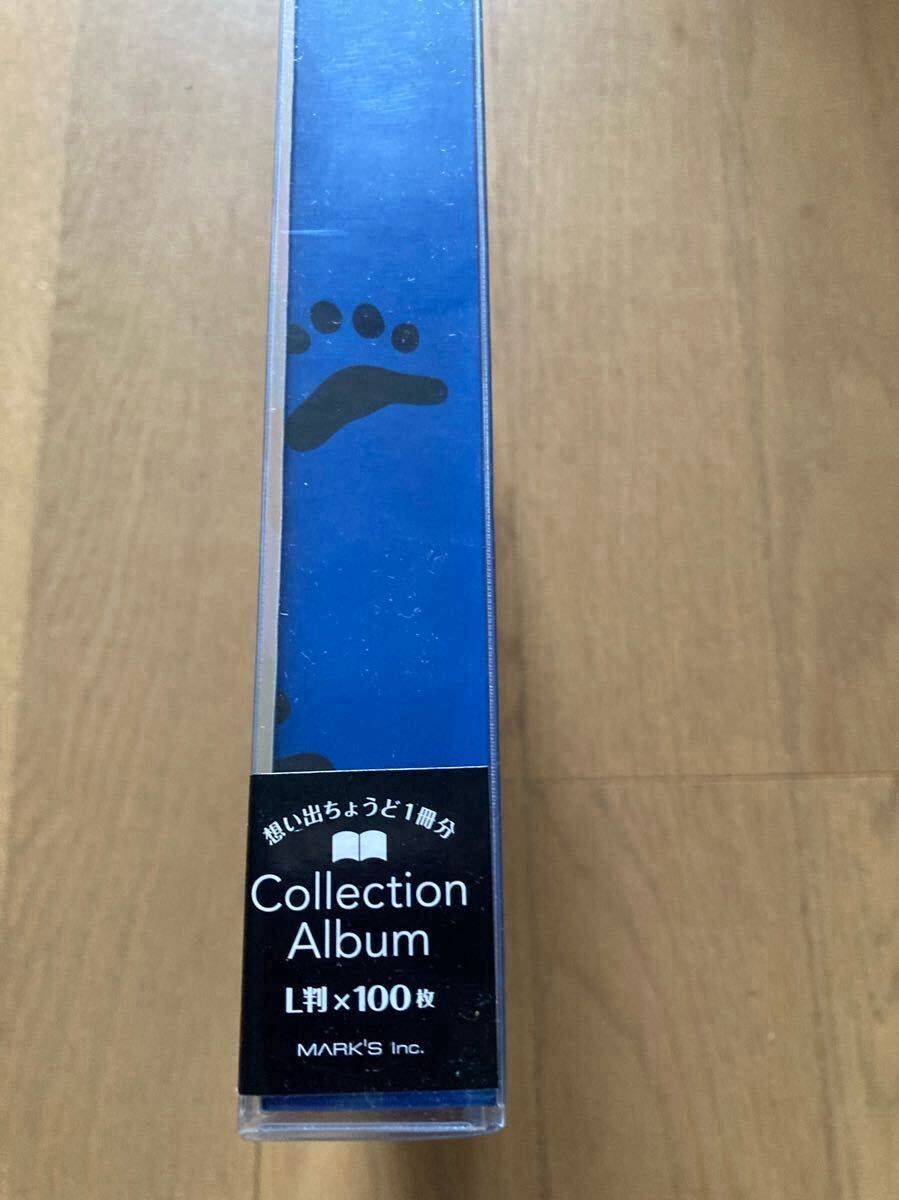 想い出ちょうど1冊分
Collection
Album
L判×100枚
MARK'S Inc.